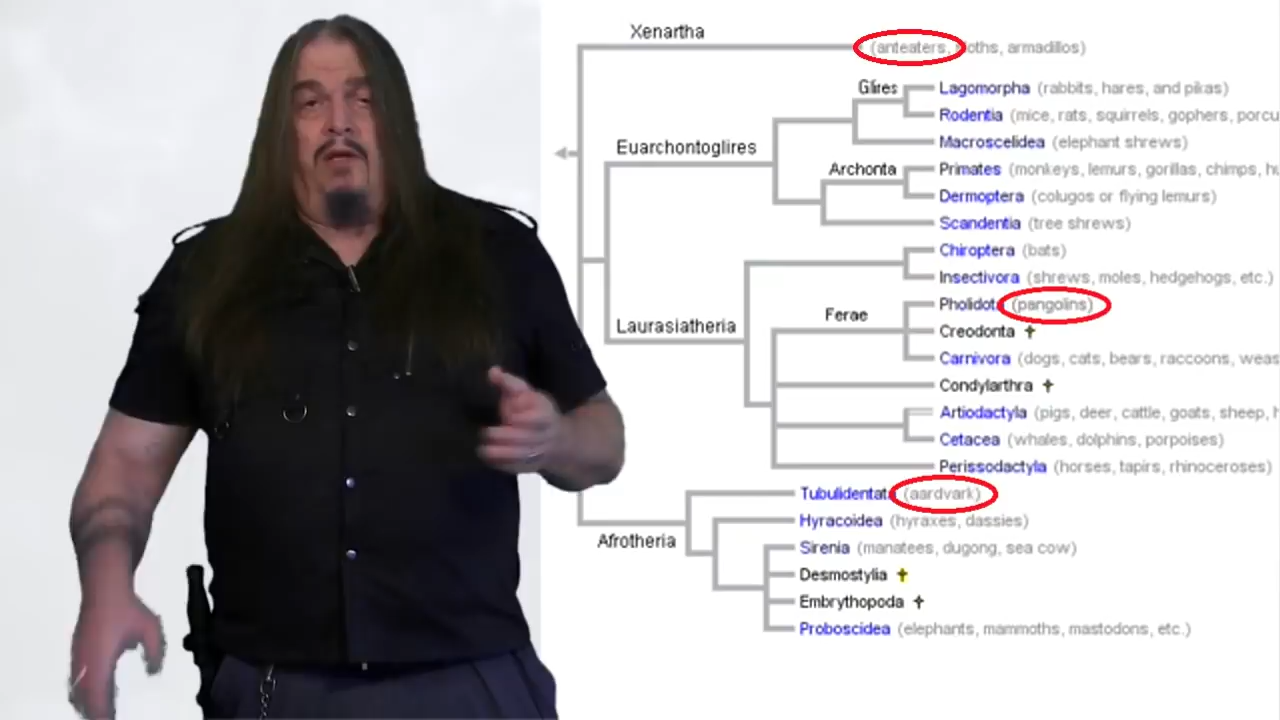 Xenartha
(anteaters, sloths, armadillos)
Glires
Lagomorpha (rabbits, hares, and pikas)
Rodentia (mice, rats, squirrels, gophers, porcu
Euarchontoglires
Macroscelidea (elephant shrews)
Archonta
Primates (monkeys, lemurs, gorillas, chimps, hu
Dermoptera (colugos or flying lemurs)
Scandentia (tree shrews)
Chiroptera (bats)
Insectivora (shrews, moles, hedgehogs, etc.)
Pholidota (pangolins)
Ferae
Laurasiatheria
Creodonta ✝
Carnivora (dogs, cats, bears, raccoons, weas
Condylarthra ✝
Artiodactyla (pigs, deer, cattle, goats, sheep, h
Cetacea (whales, dolphins, porpoises)
Perissodactyla (horses, tapirs, rhinoceroses)
Tubulidentata (aardvark)
Hyracoidea (hyraxes, dassies)
Afrotheria
Sirenia (manatees, dugong, sea cow)
Desmostylia ✝
Embrythopoda ✝
Proboscidea (elephants, mammoths, mastodons, etc.)